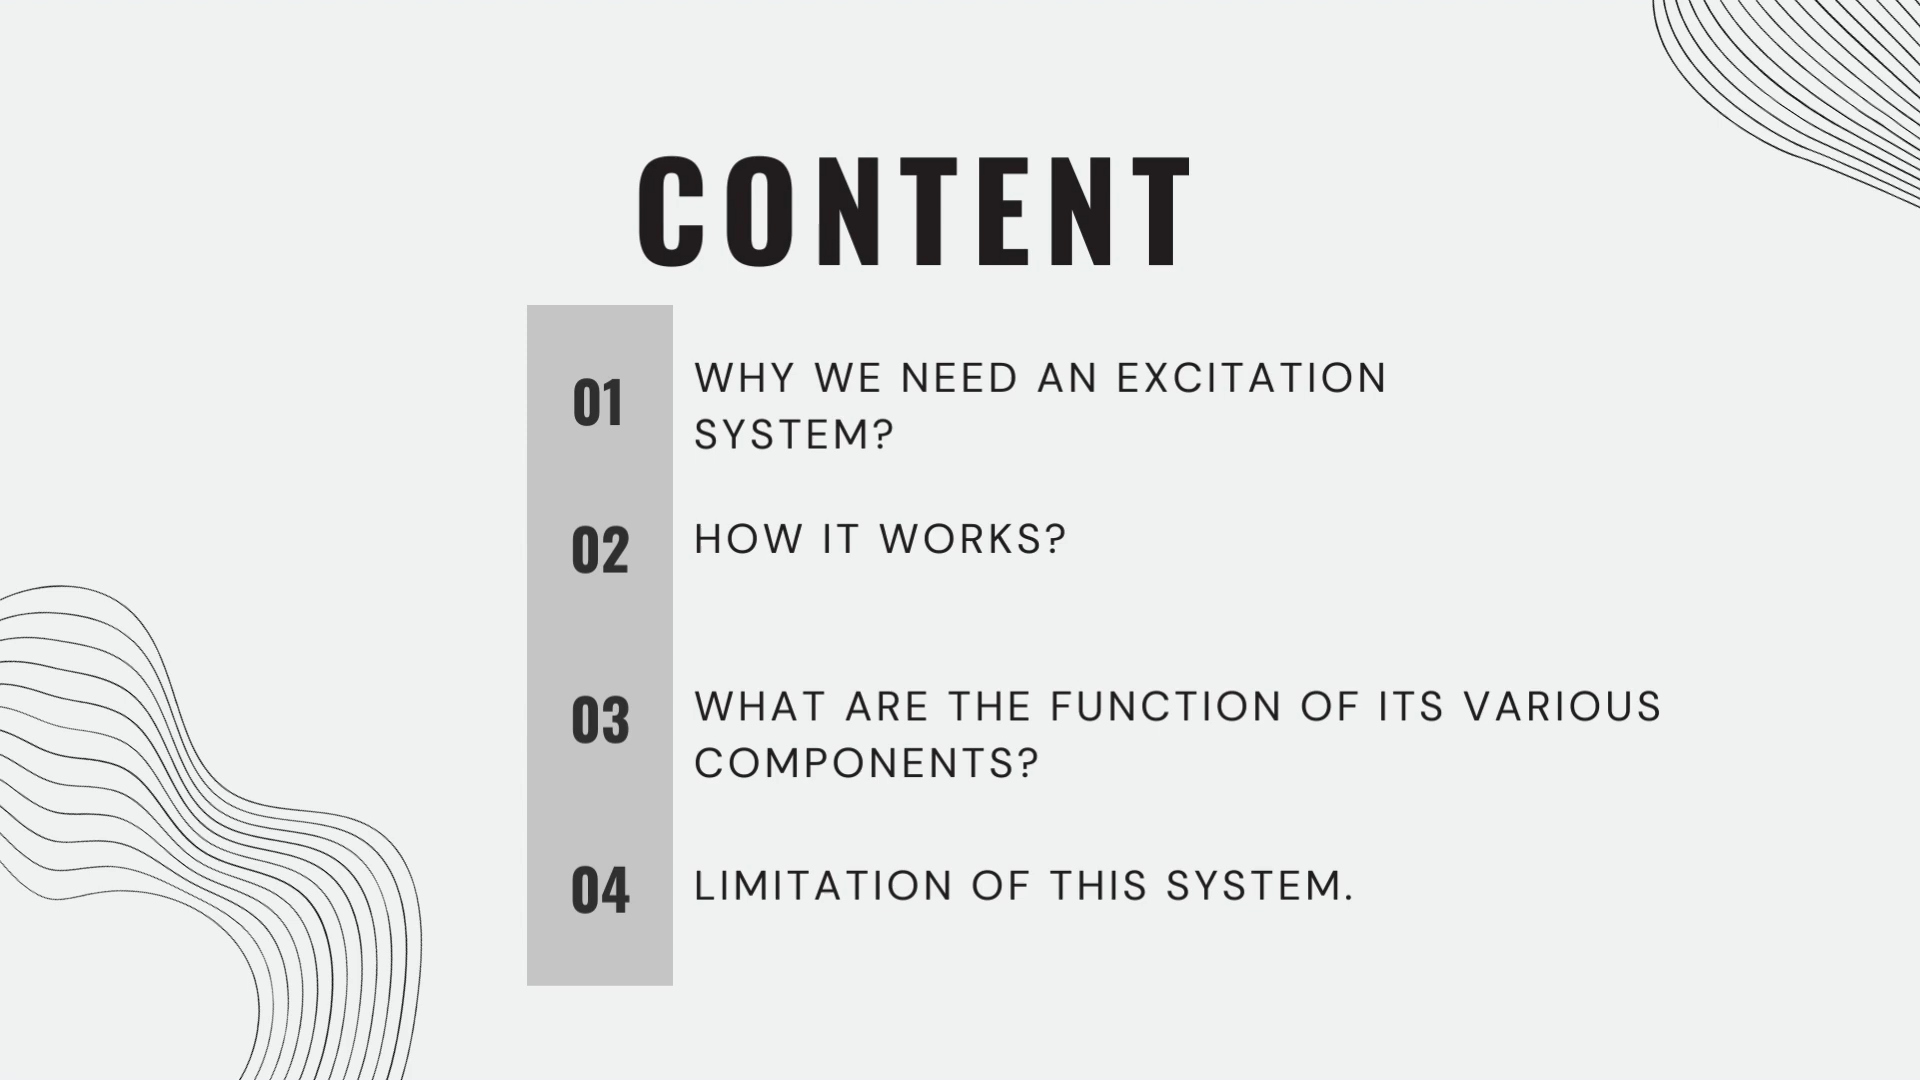 CONTENT
01 WHY WE NEED AN EXCITATION
SYSTEM?
02 HOW IT WORKS?
03 WHAT ARE THE FUNCTION OF ITS VARIOUS
COMPONENTS?
04 LIMITATION OF THIS SYSTEM.